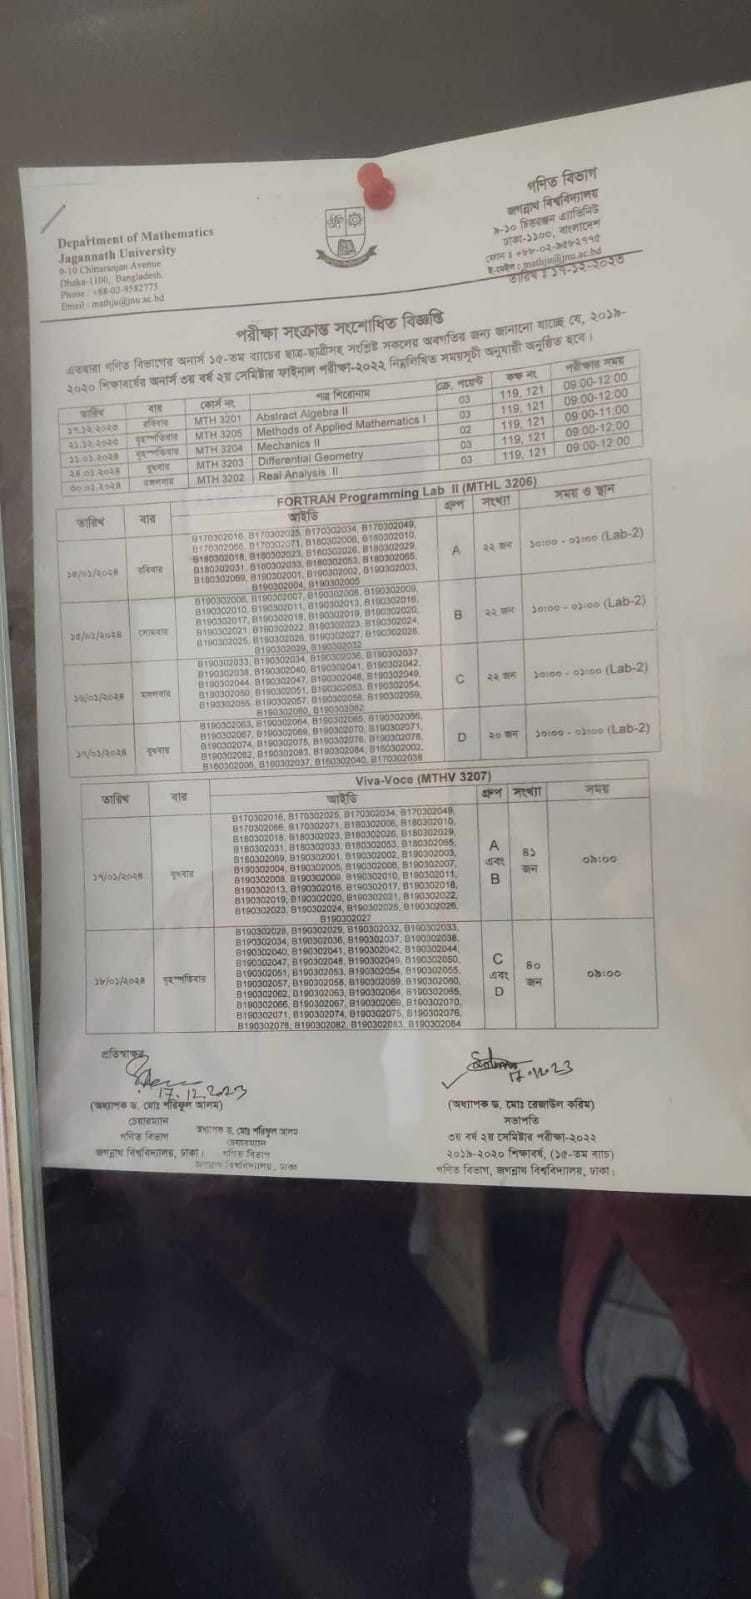 Department of Mathematics
Jagannath University
9-10 Chittaranjan Avenue
Dhaka-1100, Bangladesh
Phone : +88-02-9582775
Email : mathju@jnu.ac.bd
গণিত বিভাগ
জগন্নাথ বিশ্ববিদ্যালয়
৯-১০ চিত্তরঞ্জন এ্যাভিনিউ
ঢাকা-১১০০, বাংলাদেশ
ফোন : +৮৮-০২-৯৫৮২৭৭৫
ই-মেইল : mathju@jnu.ac.bd
তারিখ : ১৭-১২-২০২৩
পরীক্ষা সংক্রান্ত সংশোধিত বিজ্ঞপ্তি
এতদ্বারা গণিত বিভাগের অনার্স ১৫-তম ব্যাচের ছাত্র-ছাত্রীসহ সংশ্লিষ্ট সকলের অবগতির জন্য জানানো যাচ্ছে যে, ২০১৯-
২০২০ শিক্ষাবর্ষের অনার্স ৩য় বর্ষ ২য় সেমিষ্টার ফাইনাল পরীক্ষা-২০২২ নিম্নলিখিত সময়সূচী অনুযায়ী অনুষ্ঠিত হবে।
তারিখ বার কোর্স নং পত্র শিরোনাম ক্রে. পয়েন্ট কক্ষ নং পরীক্ষার সময়
রবিবার MTH 3201 Abstract Algebra II 03 119, 121 09:00-12:00
২১.১২.২০২৩ বৃহস্পতিবার MTH 3205 Methods of Applied Mathematics I 03 119, 121 09:00-12:00
১১.০১.২০২৪ বৃহস্পতিবার MTH 3204 Mechanics II 02 119, 121 09:00-11:00
২৪.০১.২০২৪ বুধবার MTH 3203 Differential Geometry 03 119, 121 09:00-12:00
৩০.০১.২০২৪ মঙ্গলবার MTH 3202 Real Analysis II 03 119, 121 09:00-12:00
FORTRAN Programming Lab II (MTHL 3206)
তারিখ বার আইডি গ্রুপ সংখ্যা সময় ও স্থান
B170302016, B170302025, B170302034, B170302049,
B170302066, B170302071, B180302006, B180302010,
B180302018, B180302023, B180302026, B180302029,
১৪/০১/২০২৪ রবিবার B180302031, B180302033, B180302053, B180302065, A ২২ জন ১০:০০ - ০১:০০ (Lab-2)
B180302069, B190302001, B190302002, B190302003,
B190302004, B190302005
B190302006, B190302007, B190302008, B190302009,
B190302010, B190302011, B190302013, B190302016,
B190302017, B190302018, B190302019, B190302020,
১৫/০১/২০২৪ সোমবার B190302021, B190302022, B190302023, B190302024, B ২২ জন ১০:০০ - ০১:০০ (Lab-2)
B190302025, B190302026, B190302027, B190302028,
B190302029, B190302032
B190302033, B190302034, B190302036, B190302037,
B190302038, B190302040, B190302041, B190302042,
B190302044, B190302047, B190302048, B190302049,
১৬/০১/২০২৪ মঙ্গলবার B190302050, B190302051, B190302053, B190302054, C ২২ জন ১০:০০ - ০১:০০ (Lab-2)
B190302055, B190302057, B190302058, B190302059,
B190302060, B190302062
B190302063, B190302064, B190302065, B190302066,
B190302067, B190302069, B190302070, B190302071,
১৭/০১/২০২৪ বুধবার B190302074, B190302075, B190302076, B190302078, D ২০ জন ১০:০০ - ০১:০০ (Lab-2)
B190302082, B190302083, B190302084, B160302002,
B160302006, B160302037, B160302040, B170302038
Viva-Voce (MTHV 3207)
তারিখ বার আইডি গ্রুপ সংখ্যা সময়
B170302016, B170302025, B170302034, B170302049,
B170302066, B170302071, B180302006, B180302010,
B180302018, B180302023, B180302026, B180302029,
B180302031, B180302033, B180302053, B180302065,
B180302069, B190302001, B190302002, B190302003,
১৭/০১/২০২৪ বুধবার B190302004, B190302005, B190302006, B190302007, A এবং B ৪১ জন ০৯:০০
B190302008, B190302009, B190302010, B190302011,
B190302013, B190302016, B190302017, B190302018,
B190302019, B190302020, B190302021, B190302022,
B190302023, B190302024, B190302025, B190302026,
B190302027
B190302028, B190302029, B190302032, B190302033,
B190302034, B190302036, B190302037, B190302038,
B190302040, B190302041, B190302042, B190302044,
B190302047, B190302048, B190302049, B190302050,
১৮/০১/২০২৪ বৃহস্পতিবার B190302051, B190302053, B190302054, B190302055, C এবং D ৪০ জন ০৯:০০
B190302057, B190302058, B190302059, B190302060,
B190302062, B190302063, B190302064, B190302065,
B190302066, B190302067, B190302069, B190302070,
B190302071, B190302074, B190302075, B190302076,
B190302078, B190302082, B190302083, B190302084
প্রতিস্বাক্ষর
17.12.2023
(অধ্যাপক ড. মোঃ শরিফুল আলম)
চেয়ারম্যান
গণিত বিভাগ
জগন্নাথ বিশ্ববিদ্যালয়, ঢাকা।
অধ্যাপক ড. মোঃ শরিফুল আলম
চেয়ারম্যান
গণিত বিভাগ
জগন্নাথ বিশ্ববিদ্যালয়, ঢাকা
17.12.23
(অধ্যাপক ড. মোঃ রেজাউল করিম)
সভাপতি
৩য় বর্ষ ২য় সেমিষ্টার পরীক্ষা-২০২২
২০১৯-২০২০ শিক্ষাবর্ষ, (১৫-তম ব্যাচ)
গণিত বিভাগ, জগন্নাথ বিশ্ববিদ্যালয়, ঢাকা।